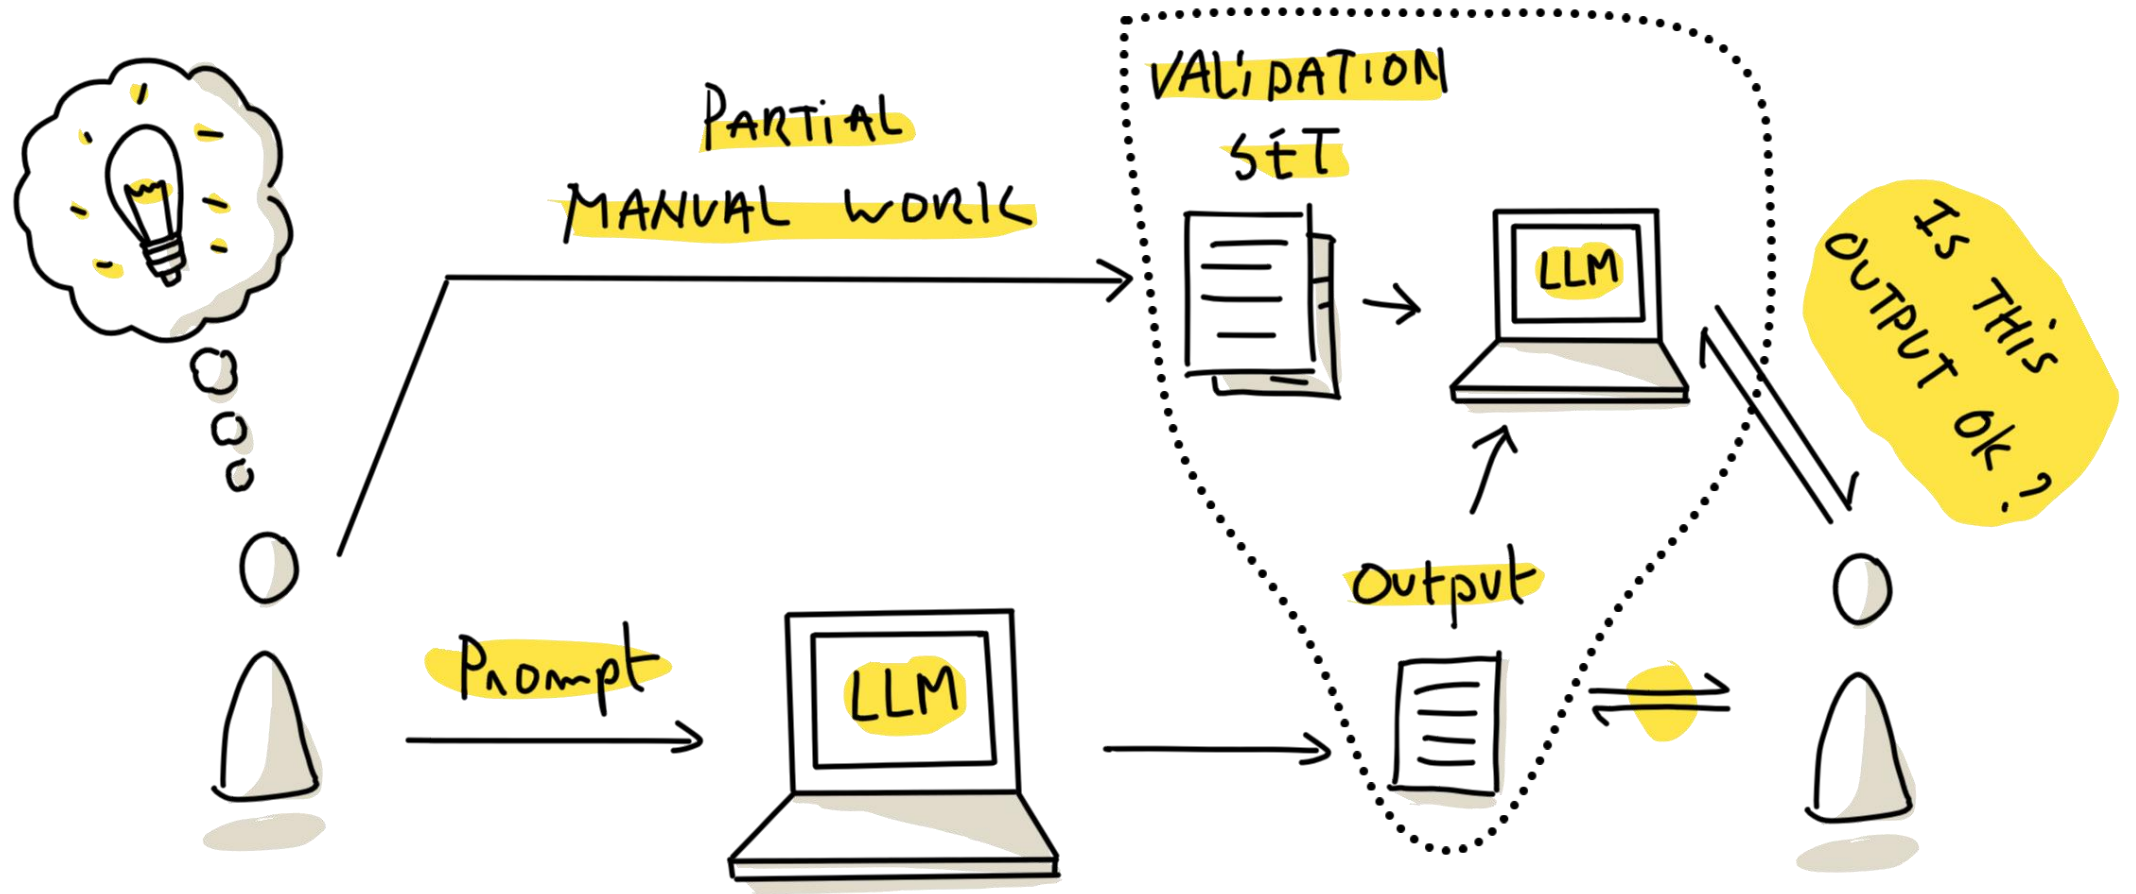 PARTIAL
MANUAL WORK
VALIDATION
SET
LLM
IS THIS
OUTPUT OK?
Prompt
LLM
Output